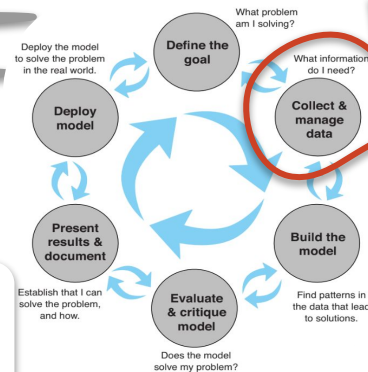 What problem
am I solving?
Define the
goal
What information
do I need?
Collect &
manage
data
Build the
model
Find patterns in
the data that lead
to solutions.
Evaluate
& critique
model
Does the model
solve my problem?
Present
results &
document
Establish that I can
solve the problem,
and how.
Deploy
model
Deploy the model
to solve the problem
in the real world.